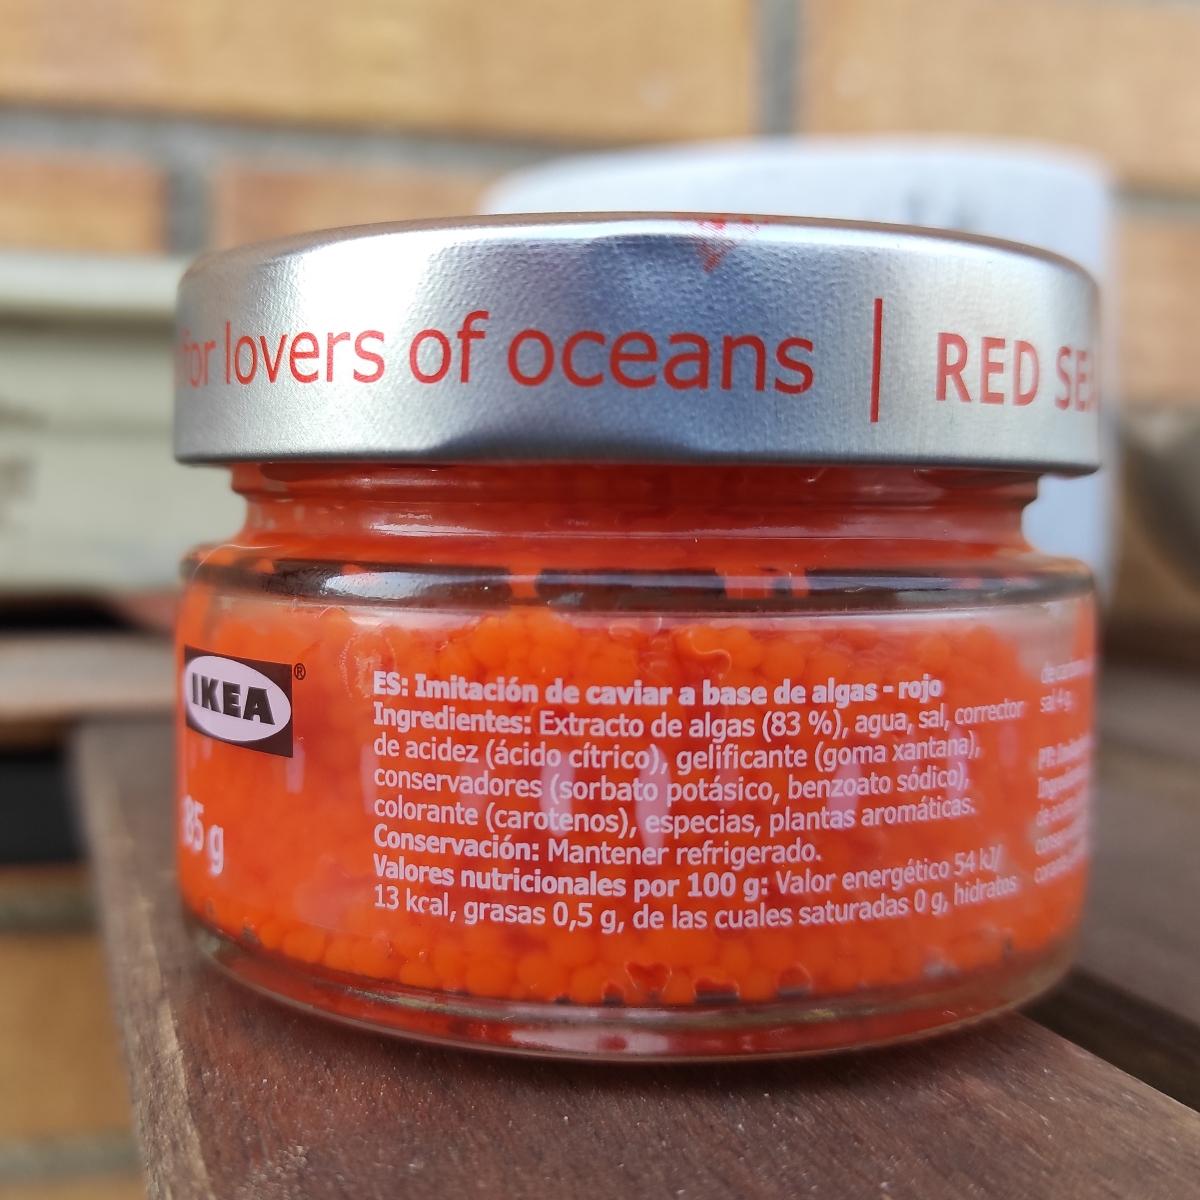 for lovers of oceans | RED SEA
IKEA®
85 g
ES: Imitación de caviar a base de algas - rojo
Ingredientes: Extracto de algas (83 %), agua, sal, corrector
de acidez (ácido cítrico), gelificante (goma xantana),
conservadores (sorbato potásico, benzoato sódico),
colorante (carotenos), especias, plantas aromáticas.
Conservación: Mantener refrigerado.
Valores nutricionales por 100 g: Valor energético 54 kJ/
13 kcal, grasas 0,5 g, de las cuales saturadas 0 g, hidratos
sal 4 g